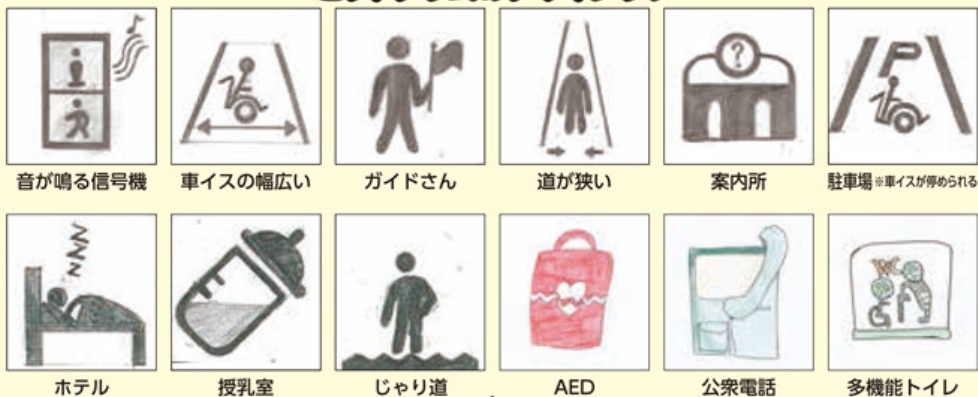 音が鳴る信号機
車イスの幅広い
ガイドさん
道が狭い
案内所
駐車場※車イスが停められる
ホテル
授乳室
じゃり道
AED
公衆電話
多機能トイレ